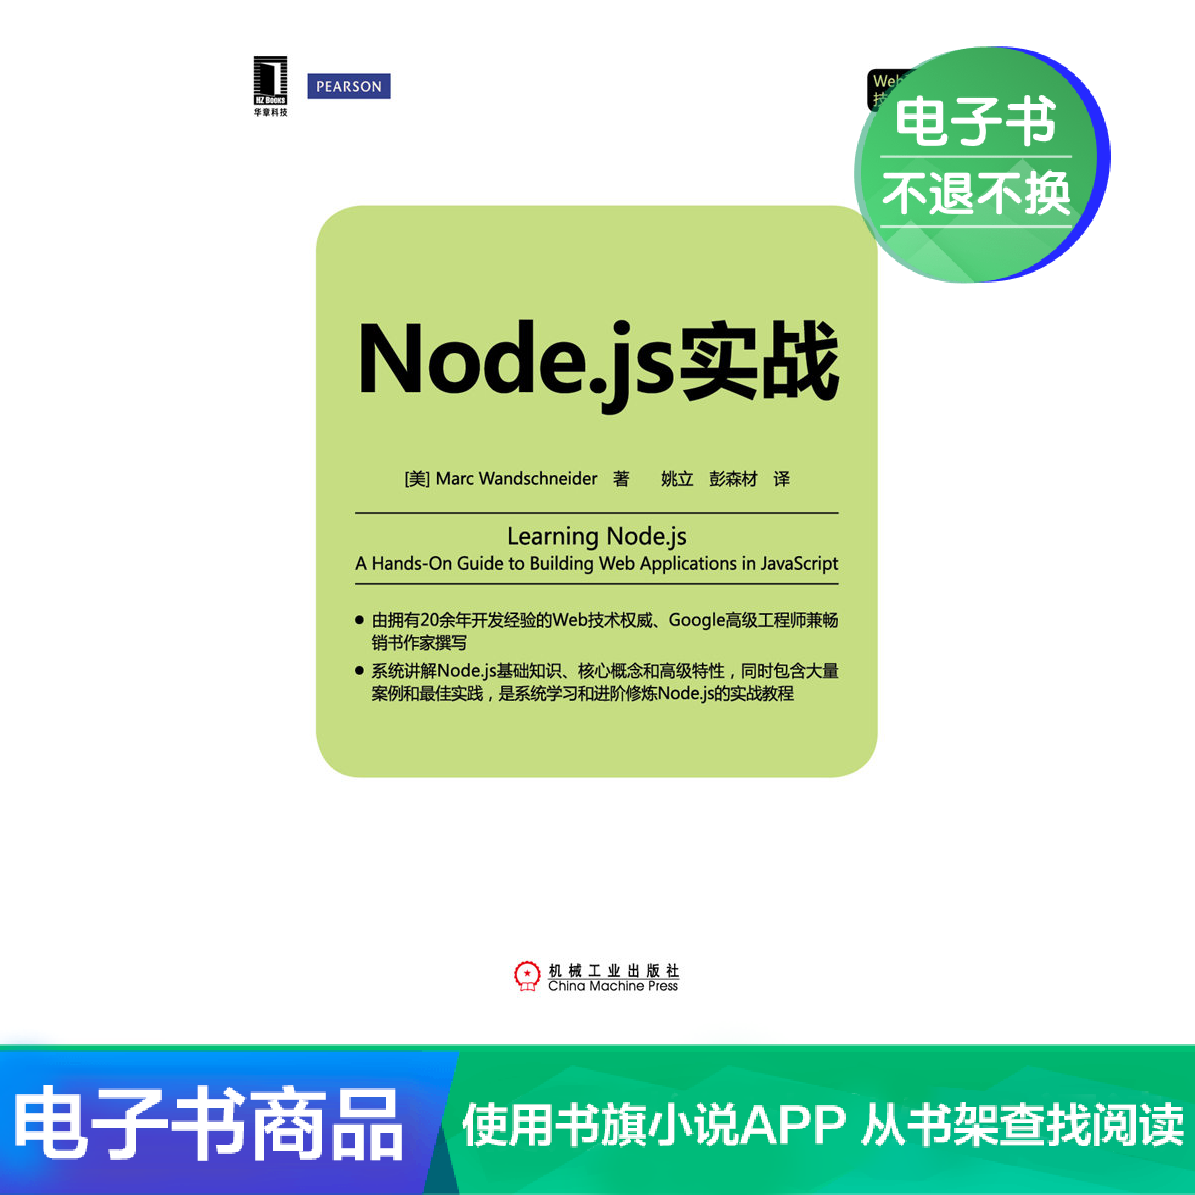 HZ Books
华章科技
PEARSON
Web
电子书
不退不换
Node.js实战
[美] Marc Wandschneider 著 姚立 彭森材 译
Learning Node.js
A Hands-On Guide to Building Web Applications in JavaScript
● 由拥有20余年开发经验的Web技术权威、Google高级工程师兼畅
销书作家撰写
● 系统讲解Node.js基础知识、核心概念和高级特性，同时包含大量
案例和最佳实践，是系统学习和进阶修炼Node.js的实战教程
机械工业出版社
China Machine Press
电子书商品
使用书旗小说APP 从书架查找阅读